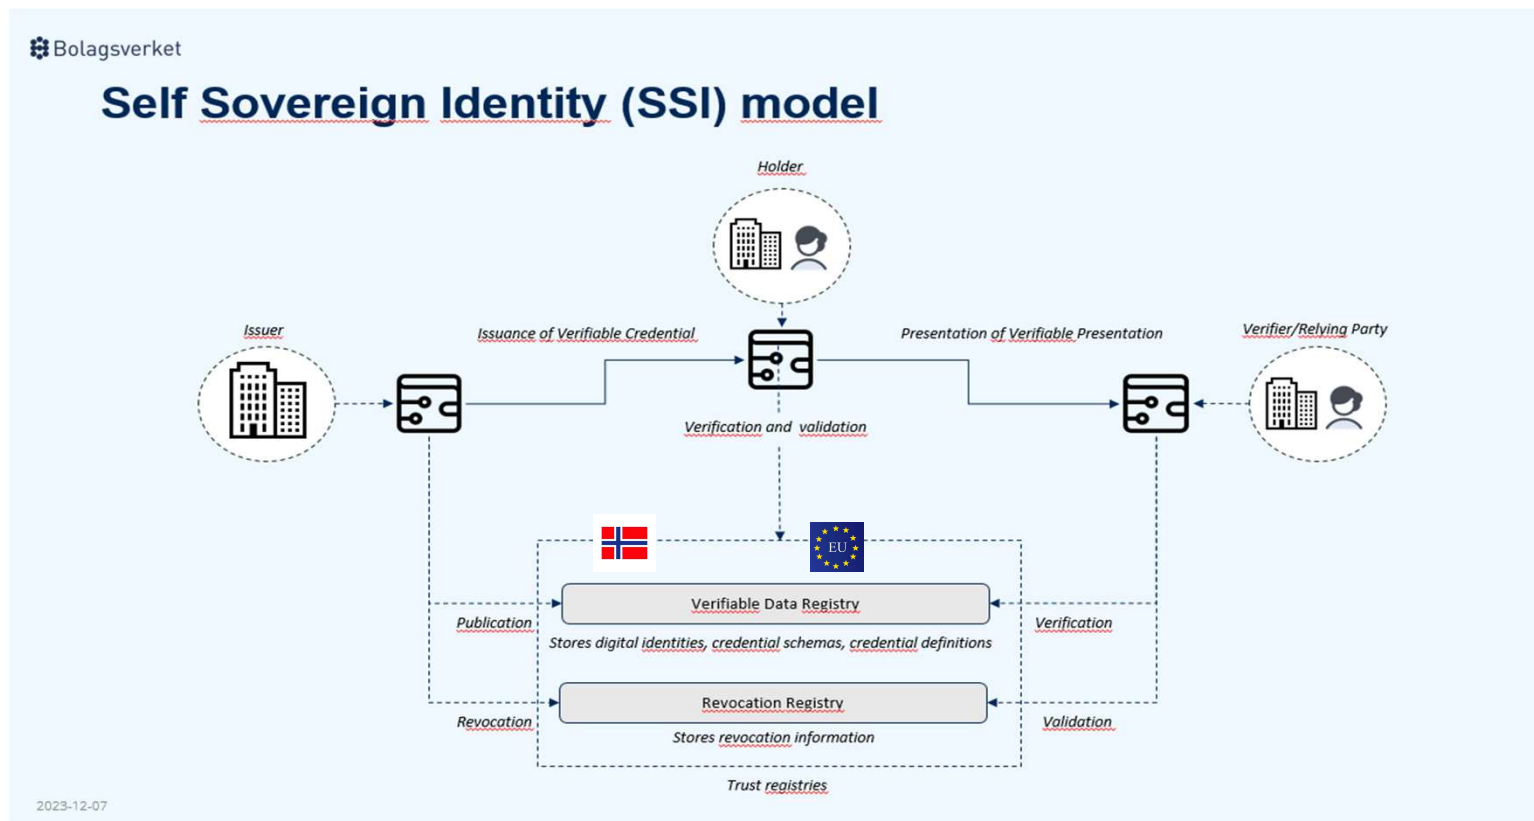 Bolagsverket
Self Sovereign Identity (SSI) model
Holder
Issuer
Issuance of Verifiable Credential
Presentation of Verifiable Presentation
Verifier/Relying Party
Verification and validation
EU
Verifiable Data Registry
Publication
Verification
Stores digital identities, credential schemas, credential definitions
Revocation Registry
Revocation
Validation
Stores revocation information
Trust registries
2023-12-07